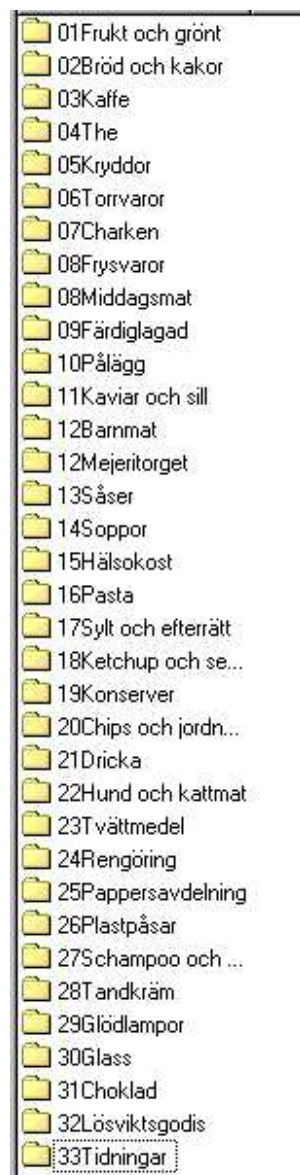 01Frukt och grönt
02Bröd och kakor
03Kaffe
04The
05Kryddor
06Torrvaror
07Charken
08Frysvaror
08Middagsmat
09Färdiglagad
10Pålägg
11Kaviar och sill
12Barnmat
12Mejeritorget
13Såser
14Soppor
15Hälsokost
16Pasta
17Sylt och efterrätt
18Ketchup och se...
19Konserver
20Chips och jordn...
21Dricka
22Hund och kattmat
23Tvättmedel
24Rengöring
25Pappersavdelning
26Plastpåsar
27Schampoo och ...
28Tandkräm
29Glödlampor
30Glass
31Choklad
32Lösviktsgodis
33Tidningar